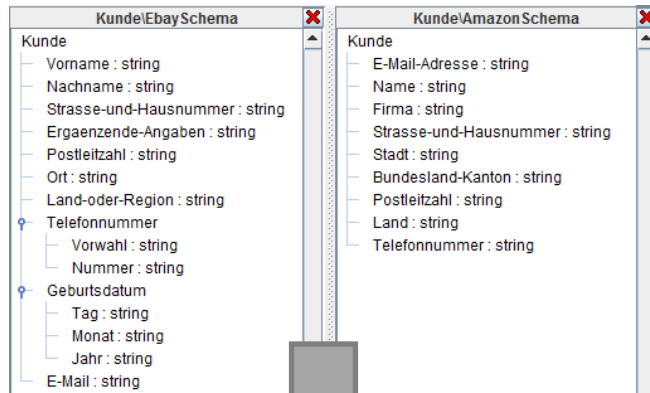 Kunde\EbaySchema
Kunde
Vorname : string
Nachname : string
Strasse-und-Hausnummer : string
Ergaenzende-Angaben : string
Postleitzahl : string
Ort : string
Land-oder-Region : string
Telefonnummer
Vorwahl : string
Nummer : string
Geburtsdatum
Tag : string
Monat : string
Jahr : string
E-Mail : string
Kunde\AmazonSchema
Kunde
E-Mail-Adresse : string
Name : string
Firma : string
Strasse-und-Hausnummer : string
Stadt : string
Bundesland-Kanton : string
Postleitzahl : string
Land : string
Telefonnummer : string